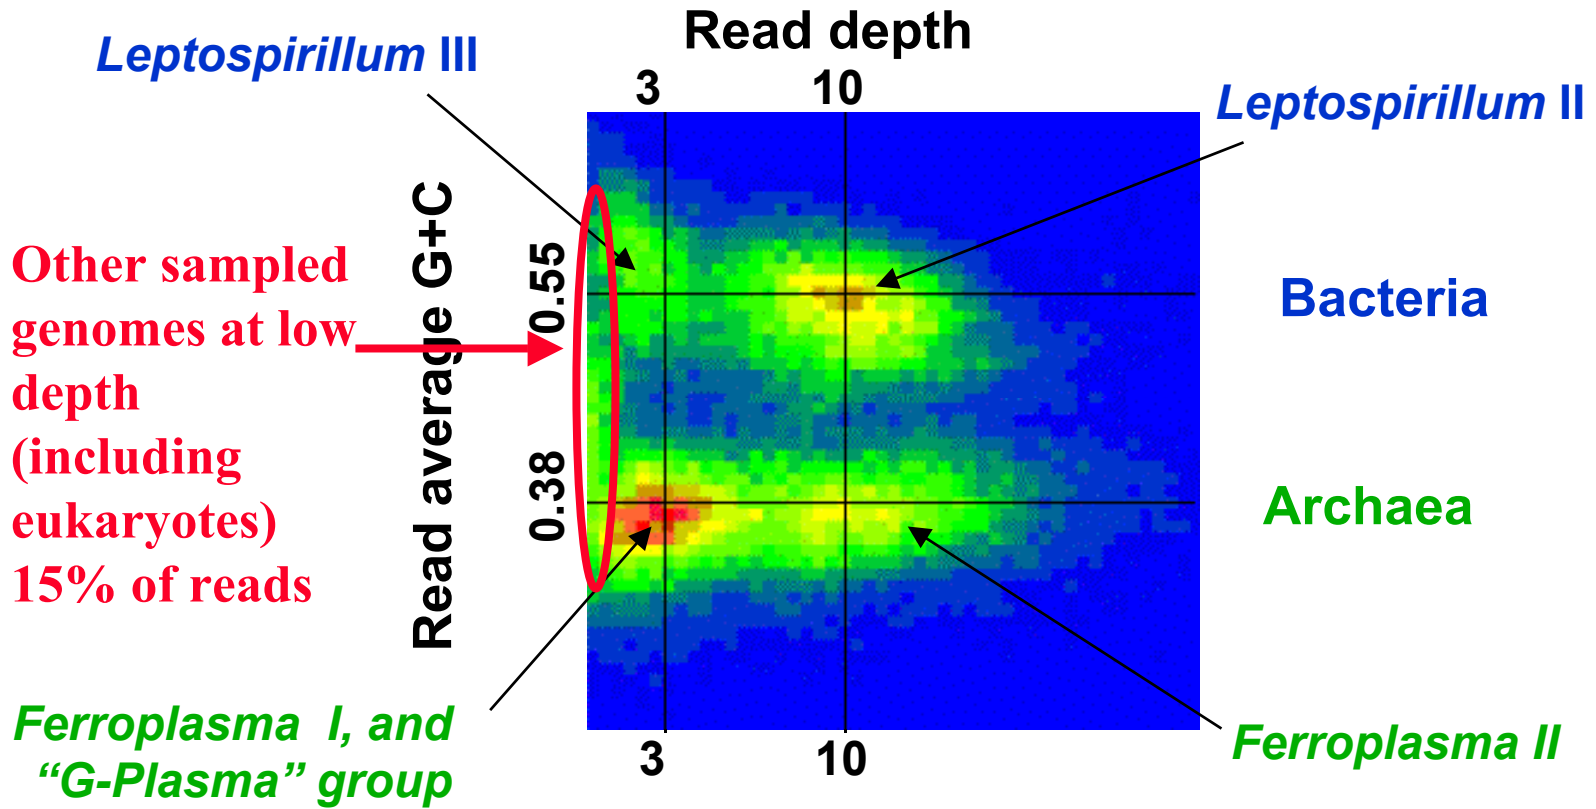 Read depth
Leptospirillum III
3
10
Leptospirillum II
Read average G+C
0.55
0.38
Other sampled
genomes at low
depth
(including
eukaryotes)
15% of reads
Bacteria
Archaea
Ferroplasma I, and
“G-Plasma” group
3
10
Ferroplasma II